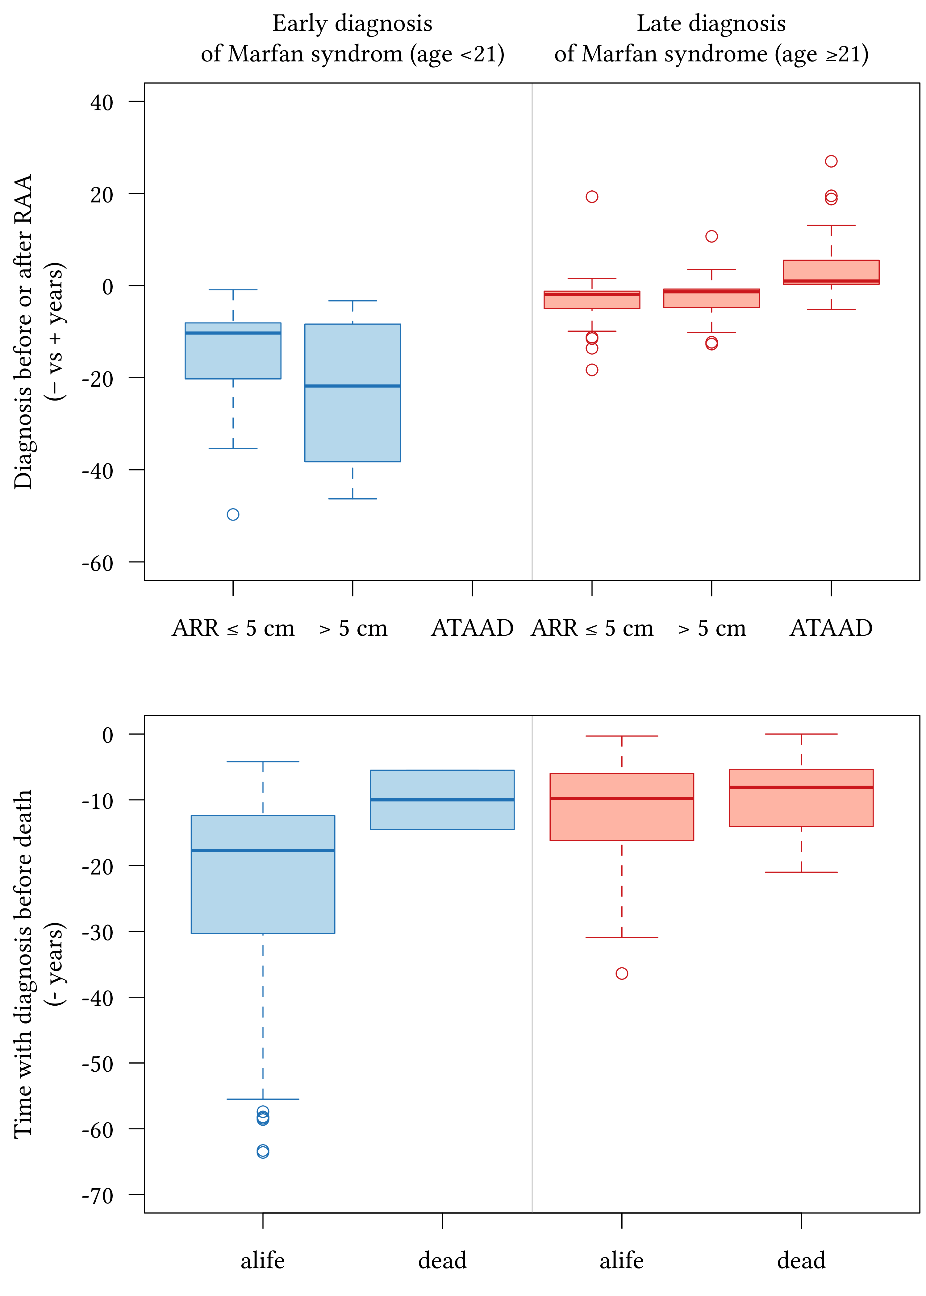 Early diagnosis
of Marfan syndrom (age <21)
Late diagnosis
of Marfan syndrome (age ≥21)
Diagnosis before or after RAA
(– vs + years)
40
20
0
-20
-40
-60
ARR ≤ 5 cm
> 5 cm
ATAAD
ARR ≤ 5 cm
> 5 cm
ATAAD
Time with diagnosis before death
(- years)
0
-10
-20
-30
-40
-50
-60
-70
alife
dead
alife
dead